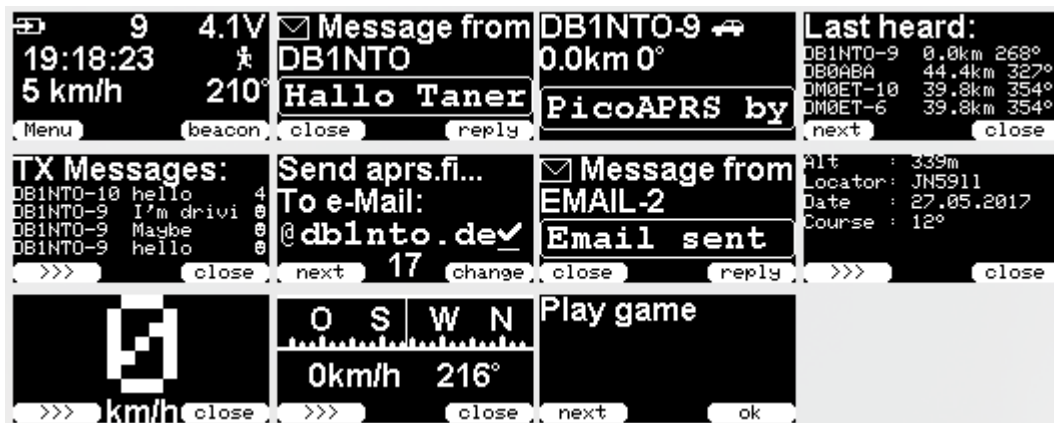 9 4.1V
19:18:23
5 km/h 210°
Menu beacon
Message from
DB1NTO
Hallo Taner
close reply
DB1NTO-9
0.0km 0°
PicoAPRS by
Last heard:
DB1NTO-9 0.0km 268°
DB0ABA 44.4km 327°
DM0ET-10 39.8km 354°
DM0ET-6 39.8km 354°
next close
TX Messages:
DB1NTO-10 hello 4
DB1NTO-9 I'm drivi
DB1NTO-9 Maybe
DB1NTO-9 hello
>>> close
Send aprs.fi...
To e-Mail:
@db1nto.de
next 17 change
Message from
EMAIL-2
Email sent
close reply
Alt : 339m
Locator: JN5911
Date : 27.05.2017
Course : 12°
>>> close
0
>>> km/h close
O S W N
0km/h 216°
>>> close
Play game
next ok